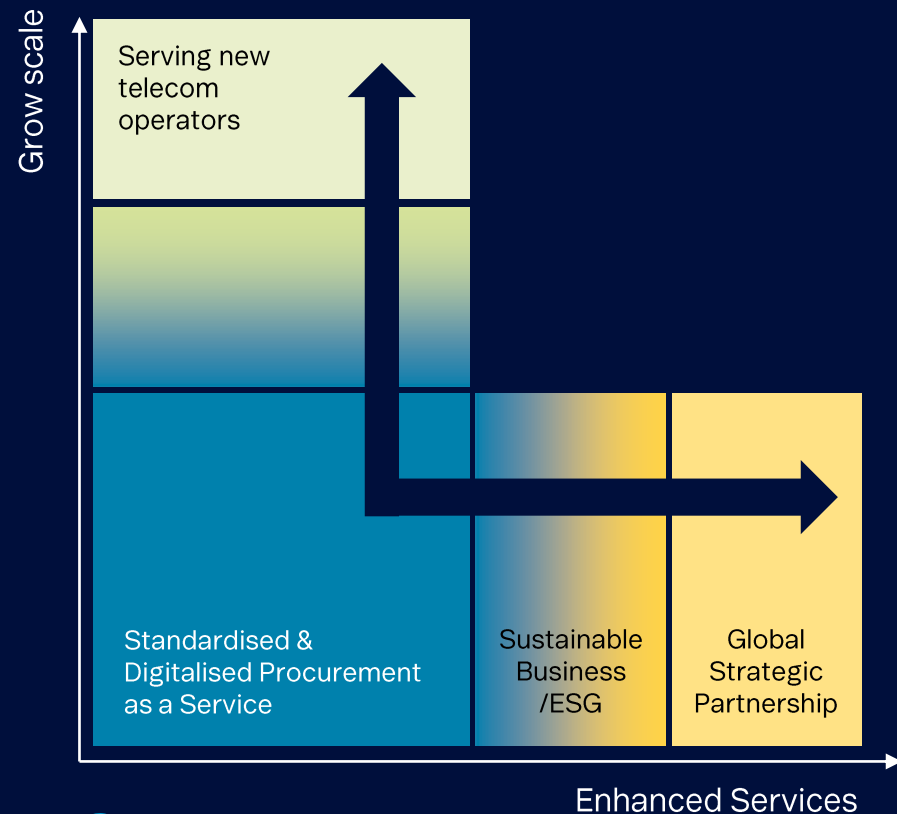 Grow scale
Serving new
telecom
operators
Standardised &
Digitalised Procurement
as a Service
Sustainable
Business
/ESG
Global
Strategic
Partnership
Enhanced Services